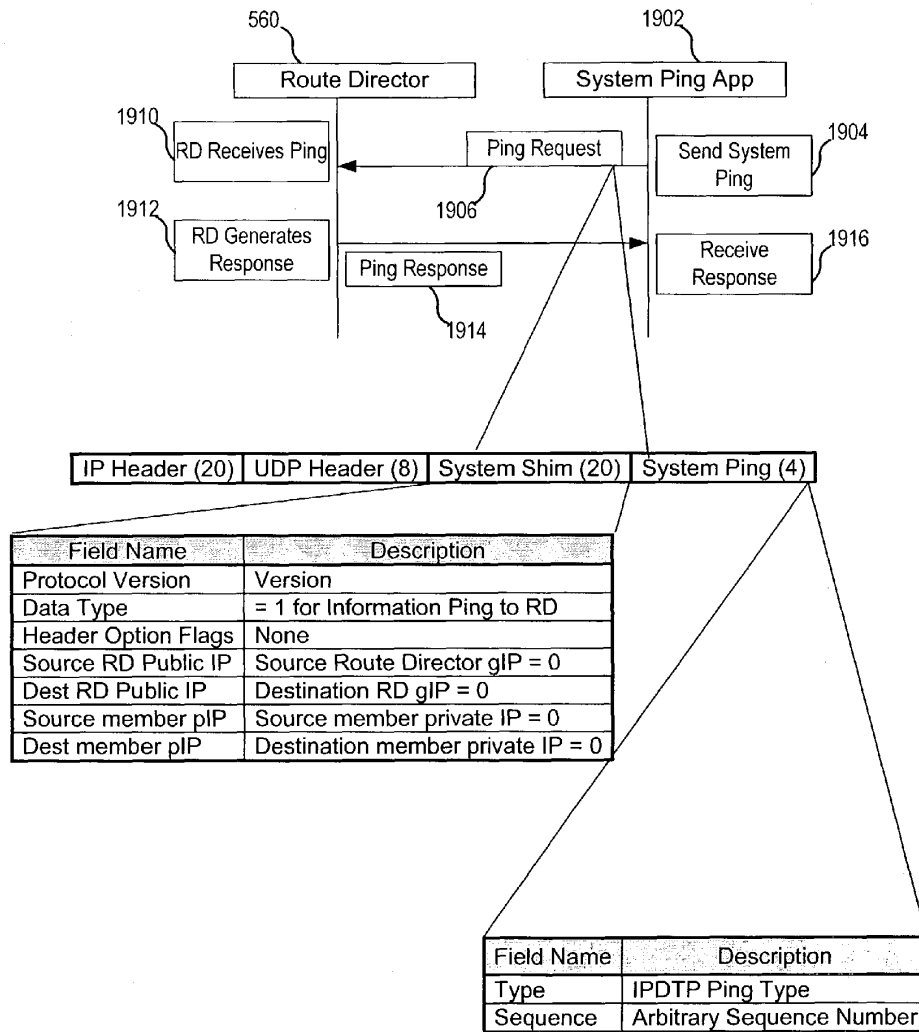 560
1902
Route Director
System Ping App
1910
RD Receives Ping
Ping Request
1906
Send System
Ping
1904
1912
RD Generates
Response
Ping Response
1914
Receive
Response
1916
IP Header (20) UDP Header (8) System Shim (20) System Ping (4)
Field Name Description
Protocol Version Version
Data Type = 1 for Information Ping to RD
Header Option Flags None
Source RD Public IP Source Route Director gIP = 0
Dest RD Public IP Destination RD gIP = 0
Source member pIP Source member private IP = 0
Dest member pIP Destination member private IP = 0
Field Name Description
Type IPDTP Ping Type
Sequence Arbitrary Sequence Number